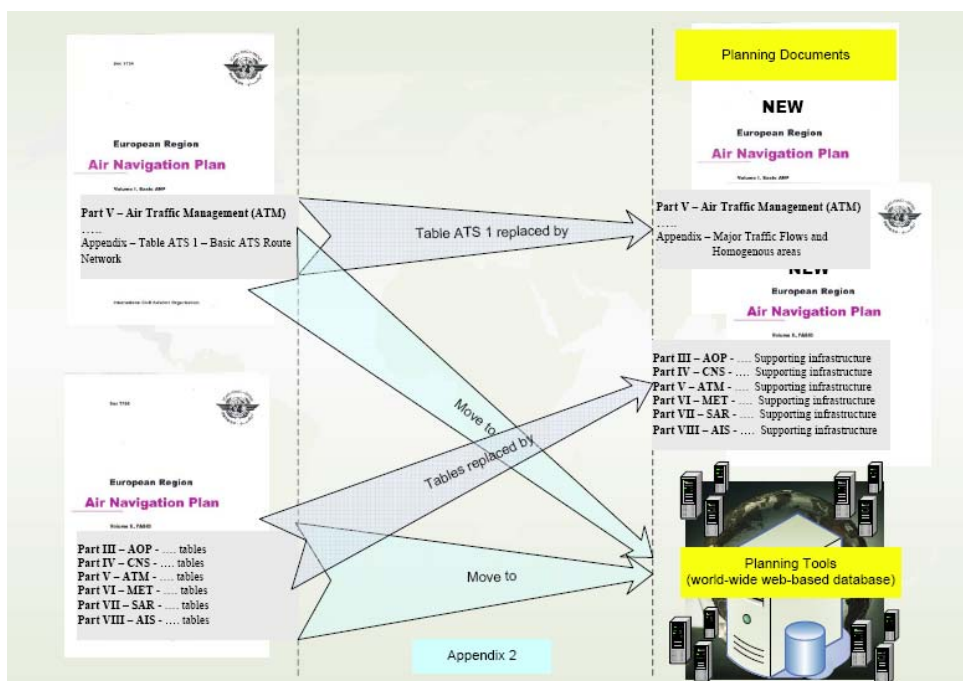 Doc 7754
European Region
Air Navigation Plan
Volume I, Basic ANP
Part V – Air Traffic Management (ATM)
......
Appendix – Table ATS 1 – Basic ATS Route
Network
International Civil Aviation Organization
European Region
Air Navigation Plan
Volume II, FASID
Part III – AOP - .... tables
Part IV – CNS - .... tables
Part V – ATM - .... tables
Part VI – MET - .... tables
Part VII – SAR - .... tables
Part VIII – AIS - .... tables
Table ATS 1 replaced by
Move to
Tables replaced by
Move to
Appendix 2
Planning Documents
NEW
European Region
Air Navigation Plan
Volume I, Basic ANP
Part V – Air Traffic Management (ATM)
......
Appendix – Major Traffic Flows and
Homogenous areas
NEW
European Region
Air Navigation Plan
Volume II, FASID
Part III – AOP - .... Supporting infrastructure
Part IV – CNS - .... Supporting infrastructure
Part V – ATM - .... Supporting infrastructure
Part VI – MET - .... Supporting infrastructure
Part VII – SAR - .... Supporting infrastructure
Part VIII – AIS - .... Supporting infrastructure
Planning Tools
(world-wide web-based database)